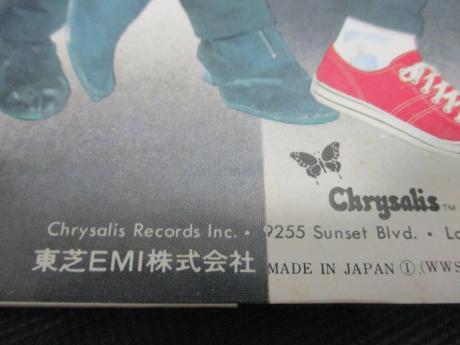 Chrysalis TM
Chrysalis Records Inc. • 9255 Sunset Blvd. •
東芝EMI株式会社 MADE IN JAPAN ① (WWS